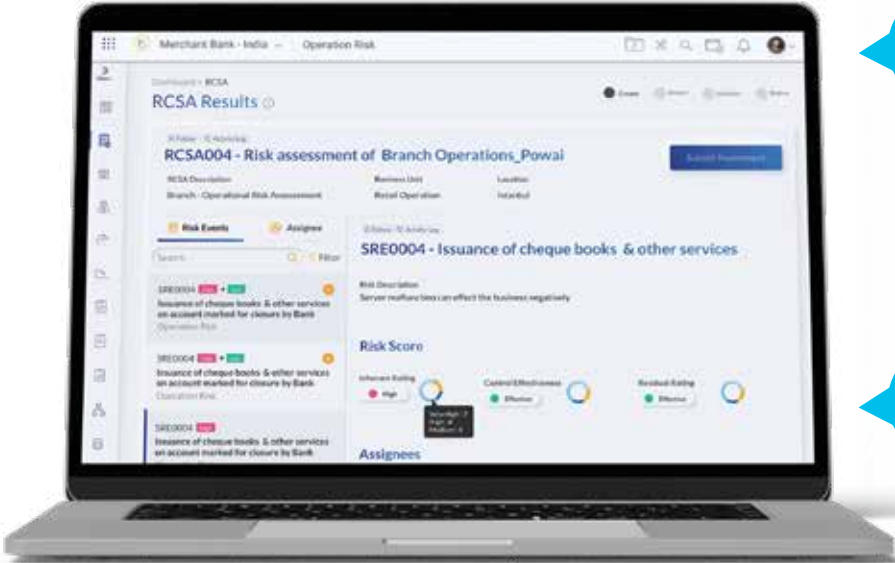 Merchant Bank - India
Operation Risk
Dashboard > RCSA
RCSA Results
RCSA004 - Risk assessment of Branch Operations_Powai
Submit Assessment
RCSA Description
Business Unit
Location
Branch - Operational Risk Assessment
Retail Operation
Istanbul
Risk Events
Assignee
Search
Filter
SRE0004 - Issuance of cheque books & other services
Risk Description
Server malfunction can effect the business negatively
SRE0004
Issuance of cheque books & other services
on account marked for closure by Bank
Operation Risk
SRE0004
Issuance of cheque books & other services
on account marked for closure by Bank
Operation Risk
SRE0004
Issuance of cheque books & other services
on account marked for closure by Bank
Risk Score
Inherent Rating
High
Control Effectiveness
Effective
Residual Rating
Effective
Assignees